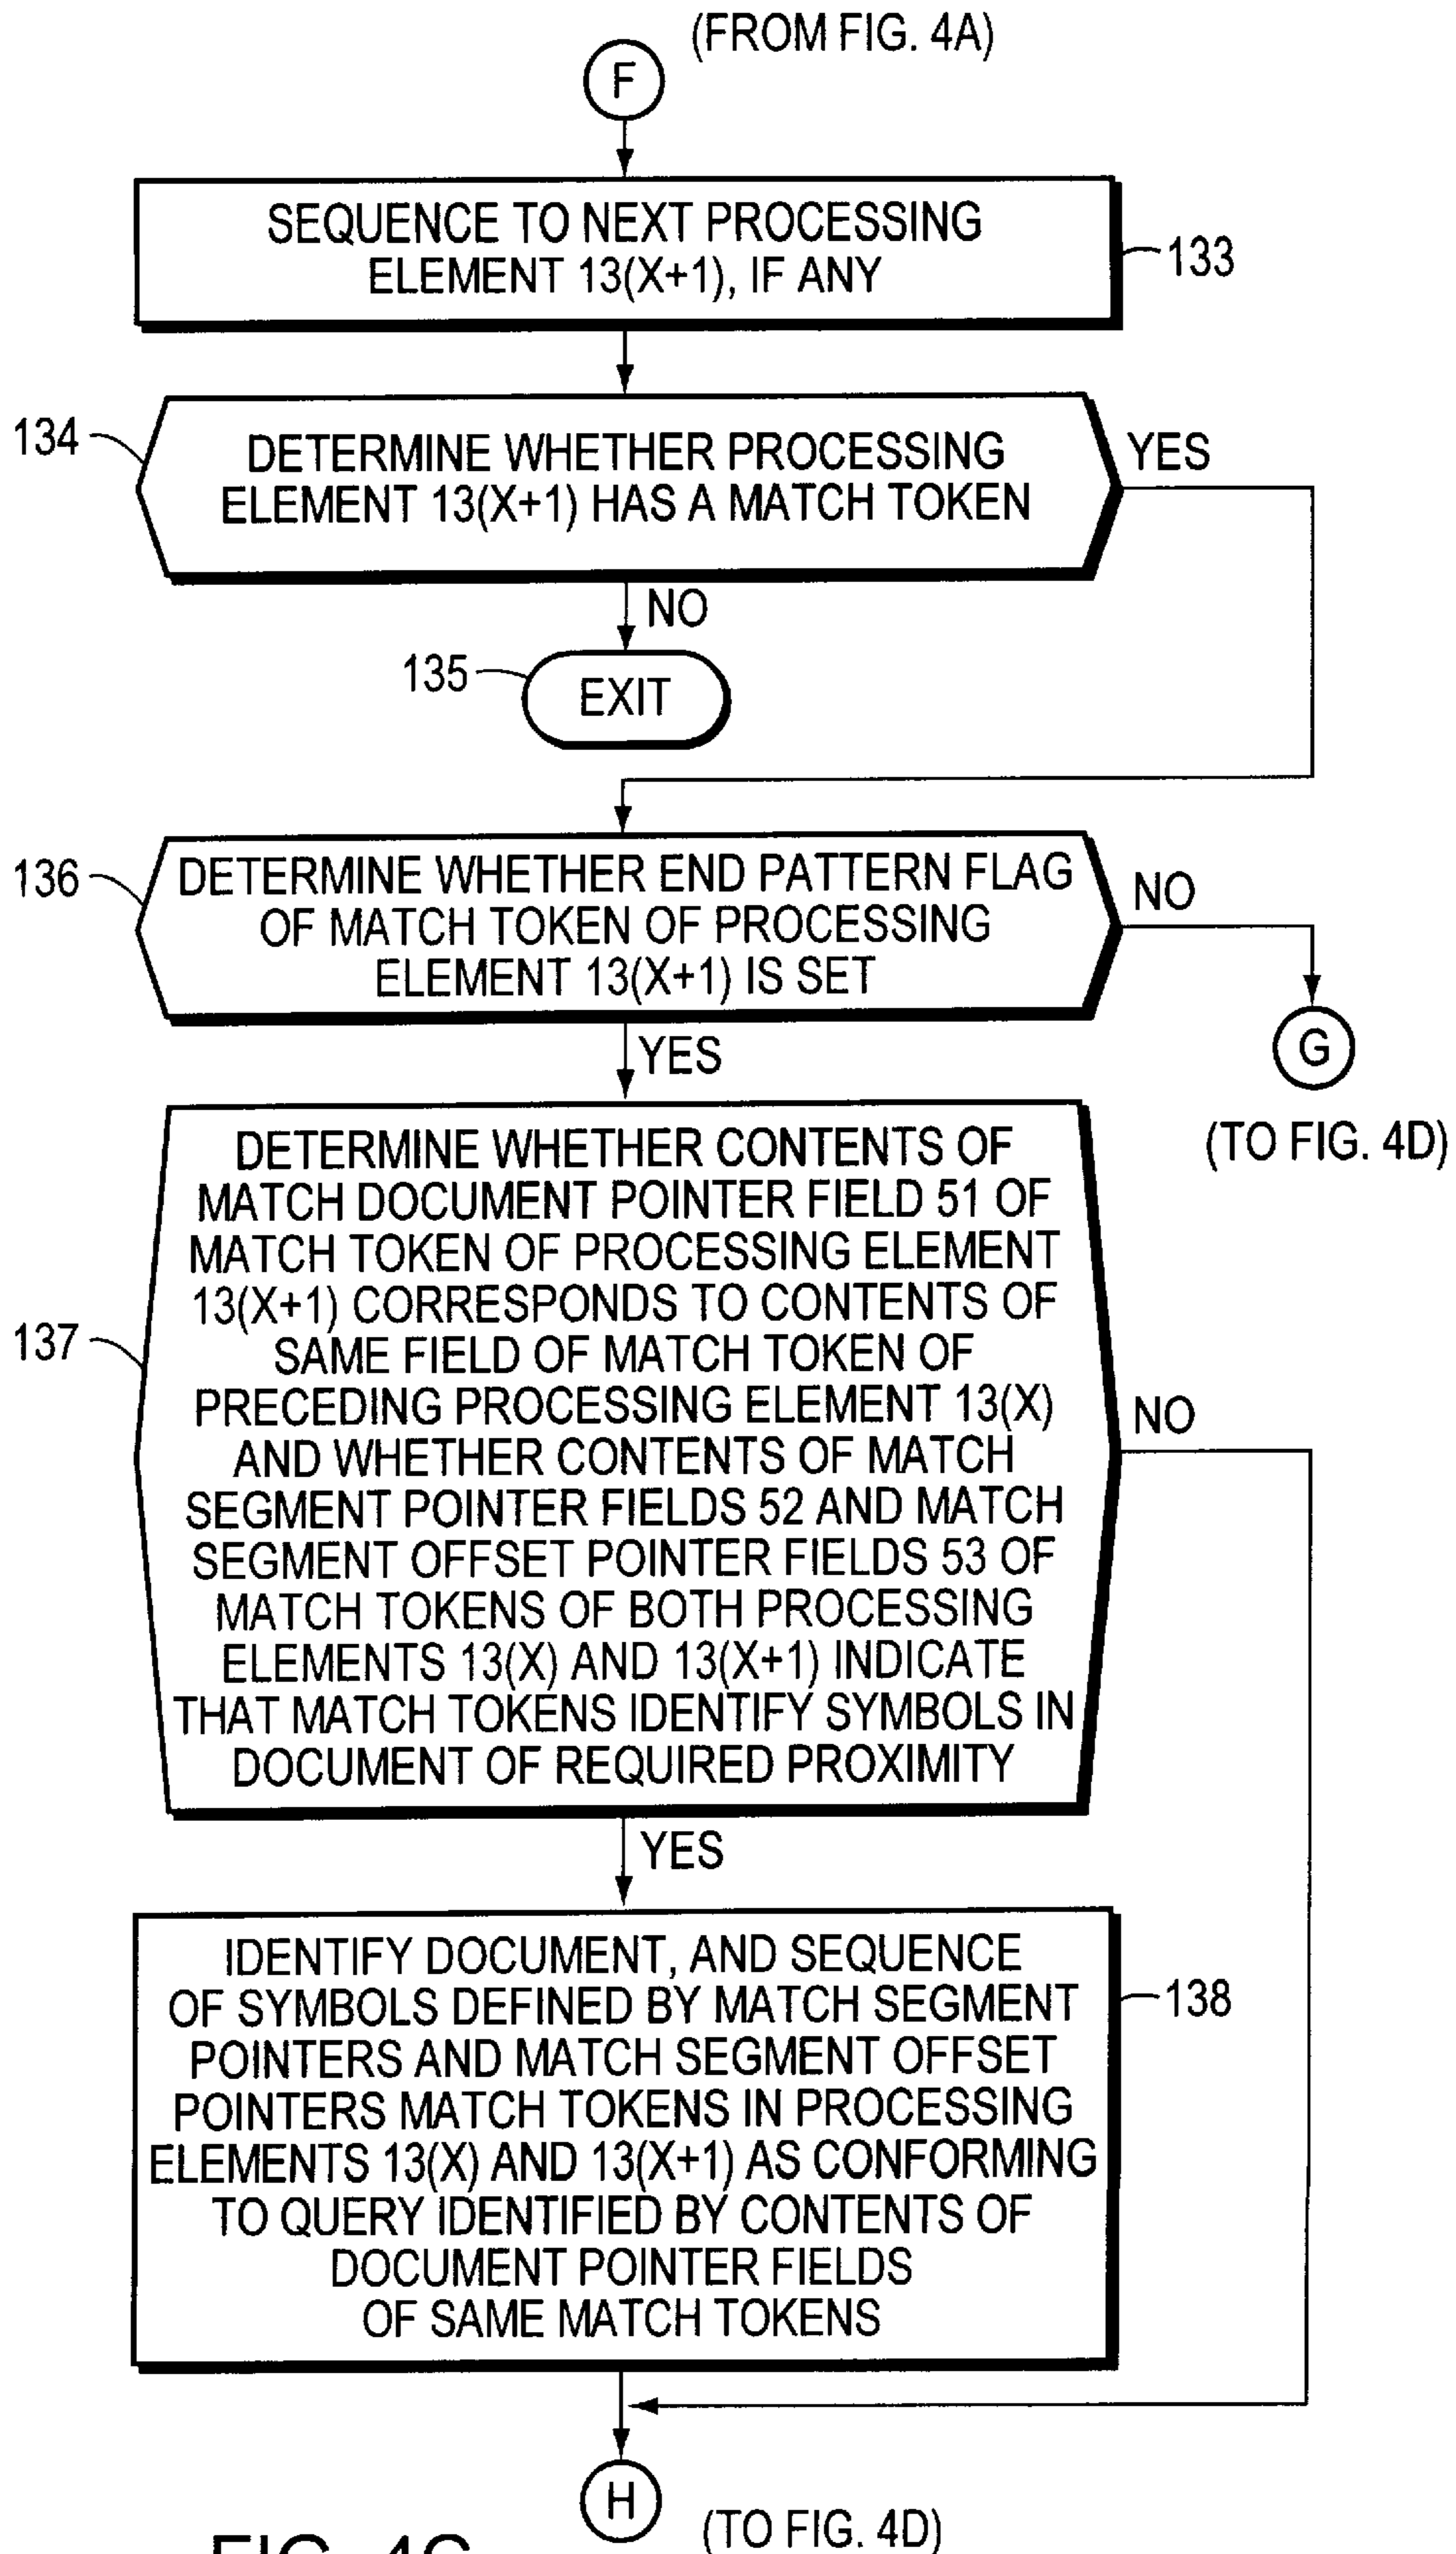 (FROM FIG. 4A)
F
SEQUENCE TO NEXT PROCESSING
ELEMENT 13(X+1), IF ANY
133
134
DETERMINE WHETHER PROCESSING
ELEMENT 13(X+1) HAS A MATCH TOKEN
YES
NO
135
EXIT
136
DETERMINE WHETHER END PATTERN FLAG
OF MATCH TOKEN OF PROCESSING
ELEMENT 13(X+1) IS SET
NO
G
(TO FIG. 4D)
YES
137
DETERMINE WHETHER CONTENTS OF
MATCH DOCUMENT POINTER FIELD 51 OF
MATCH TOKEN OF PROCESSING ELEMENT
13(X+1) CORRESPONDS TO CONTENTS OF
SAME FIELD OF MATCH TOKEN OF
PRECEDING PROCESSING ELEMENT 13(X)
AND WHETHER CONTENTS OF MATCH
SEGMENT POINTER FIELDS 52 AND MATCH
SEGMENT OFFSET POINTER FIELDS 53 OF
MATCH TOKENS OF BOTH PROCESSING
ELEMENTS 13(X) AND 13(X+1) INDICATE
THAT MATCH TOKENS IDENTIFY SYMBOLS IN
DOCUMENT OF REQUIRED PROXIMITY
NO
YES
IDENTIFY DOCUMENT, AND SEQUENCE
OF SYMBOLS DEFINED BY MATCH SEGMENT
POINTERS AND MATCH SEGMENT OFFSET
POINTERS MATCH TOKENS IN PROCESSING
ELEMENTS 13(X) AND 13(X+1) AS CONFORMING
TO QUERY IDENTIFIED BY CONTENTS OF
DOCUMENT POINTER FIELDS
OF SAME MATCH TOKENS
138
H
(TO FIG. 4D)
FIG. 4C